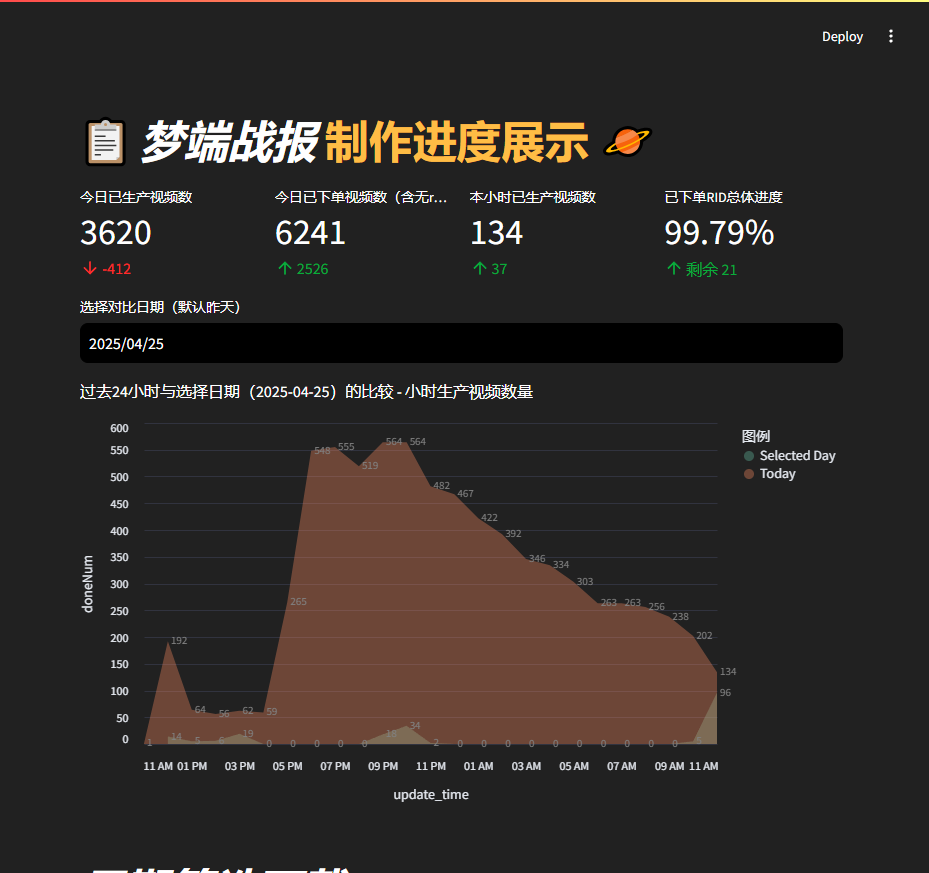 Deploy
梦端战报 制作进度展示
今日已生产视频数
3620
-412
今日已下单视频数（含无r...
6241
2526
本小时已生产视频数
134
37
已下单RID总体进度
99.79%
剩余 21
选择对比日期（默认昨天）
2025/04/25
过去24小时与选择日期（2025-04-25）的比较 - 小时生产视频数量
图例
Selected Day
Today
doneNum
600
550
500
450
400
350
300
250
200
150
100
50
0
1 192 64 56 62 59 265 548 555 519 564 564 482 467 422 392 346 334 303 263 263 256 238 202 134
14 5 6 19 0 0 0 0 0 18 34 2 0 0 0 0 0 0 0 0 0 0 96
11 AM 01 PM 03 PM 05 PM 07 PM 09 PM 11 PM 01 AM 03 AM 05 AM 07 AM 09 AM 11 AM
update_time